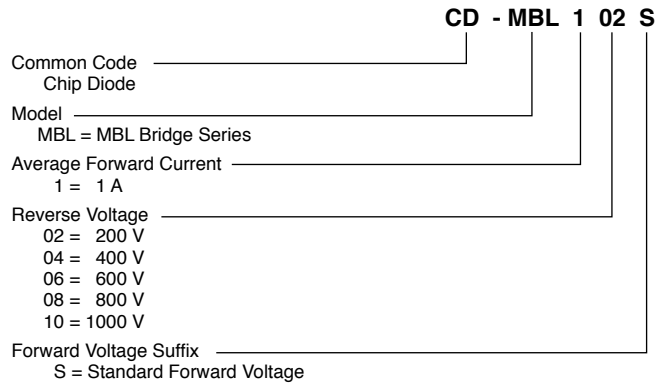 CD - MBL 1 02 S
Common Code
Chip Diode
Model
MBL = MBL Bridge Series
Average Forward Current
1 = 1 A
Reverse Voltage
02 = 200 V
04 = 400 V
06 = 600 V
08 = 800 V
10 = 1000 V
Forward Voltage Suffix
S = Standard Forward Voltage